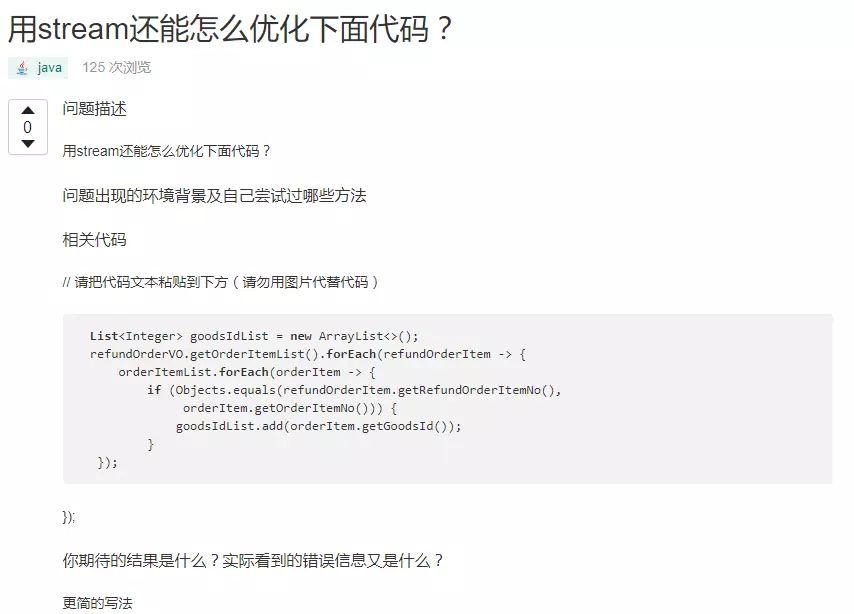 用stream还能怎么优化下面代码？
java 125 次浏览
0
问题描述
用stream还能怎么优化下面代码？
问题出现的环境背景及自己尝试过哪些方法
相关代码
// 请把代码文本粘贴到下方（请勿用图片代替代码）
List<Integer> goodsIdList = new ArrayList<>();
refundOrderVO.getOrderItemList().forEach(refundOrderItem -> {
orderItemList.forEach(orderItem -> {
if (Objects.equals(refundOrderItem.getRefundOrderItemNo(),
orderItem.getOrderItemNo())) {
goodsIdList.add(orderItem.getGoodsId());
}
});
});
你期待的结果是什么？实际看到的错误信息又是什么？
更简的写法